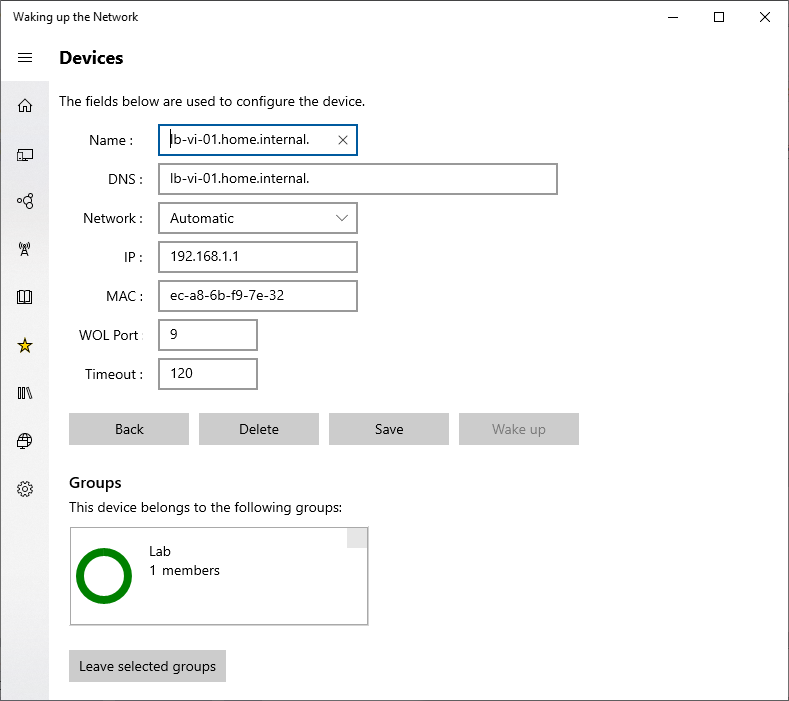 Waking up the Network
Devices
The fields below are used to configure the device.
Name : lb-vi-01.home.internal.
DNS : lb-vi-01.home.internal.
Network : Automatic
IP : 192.168.1.1
MAC : ec-a8-6b-f9-7e-32
WOL Port : 9
Timeout : 120
Back Delete Save Wake up
Groups
This device belongs to the following groups:
Lab
1 members
Leave selected groups